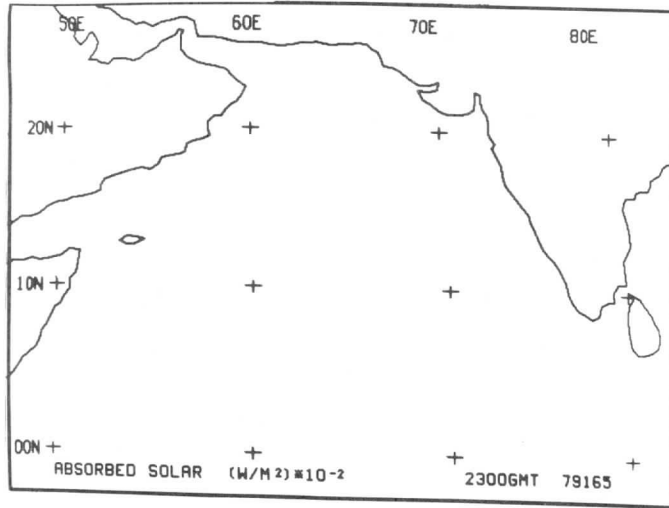 50E 60E 70E 80E
20N
10N
00N
ABSORBED SOLAR (W/M²)*10⁻² 2300GMT 79165